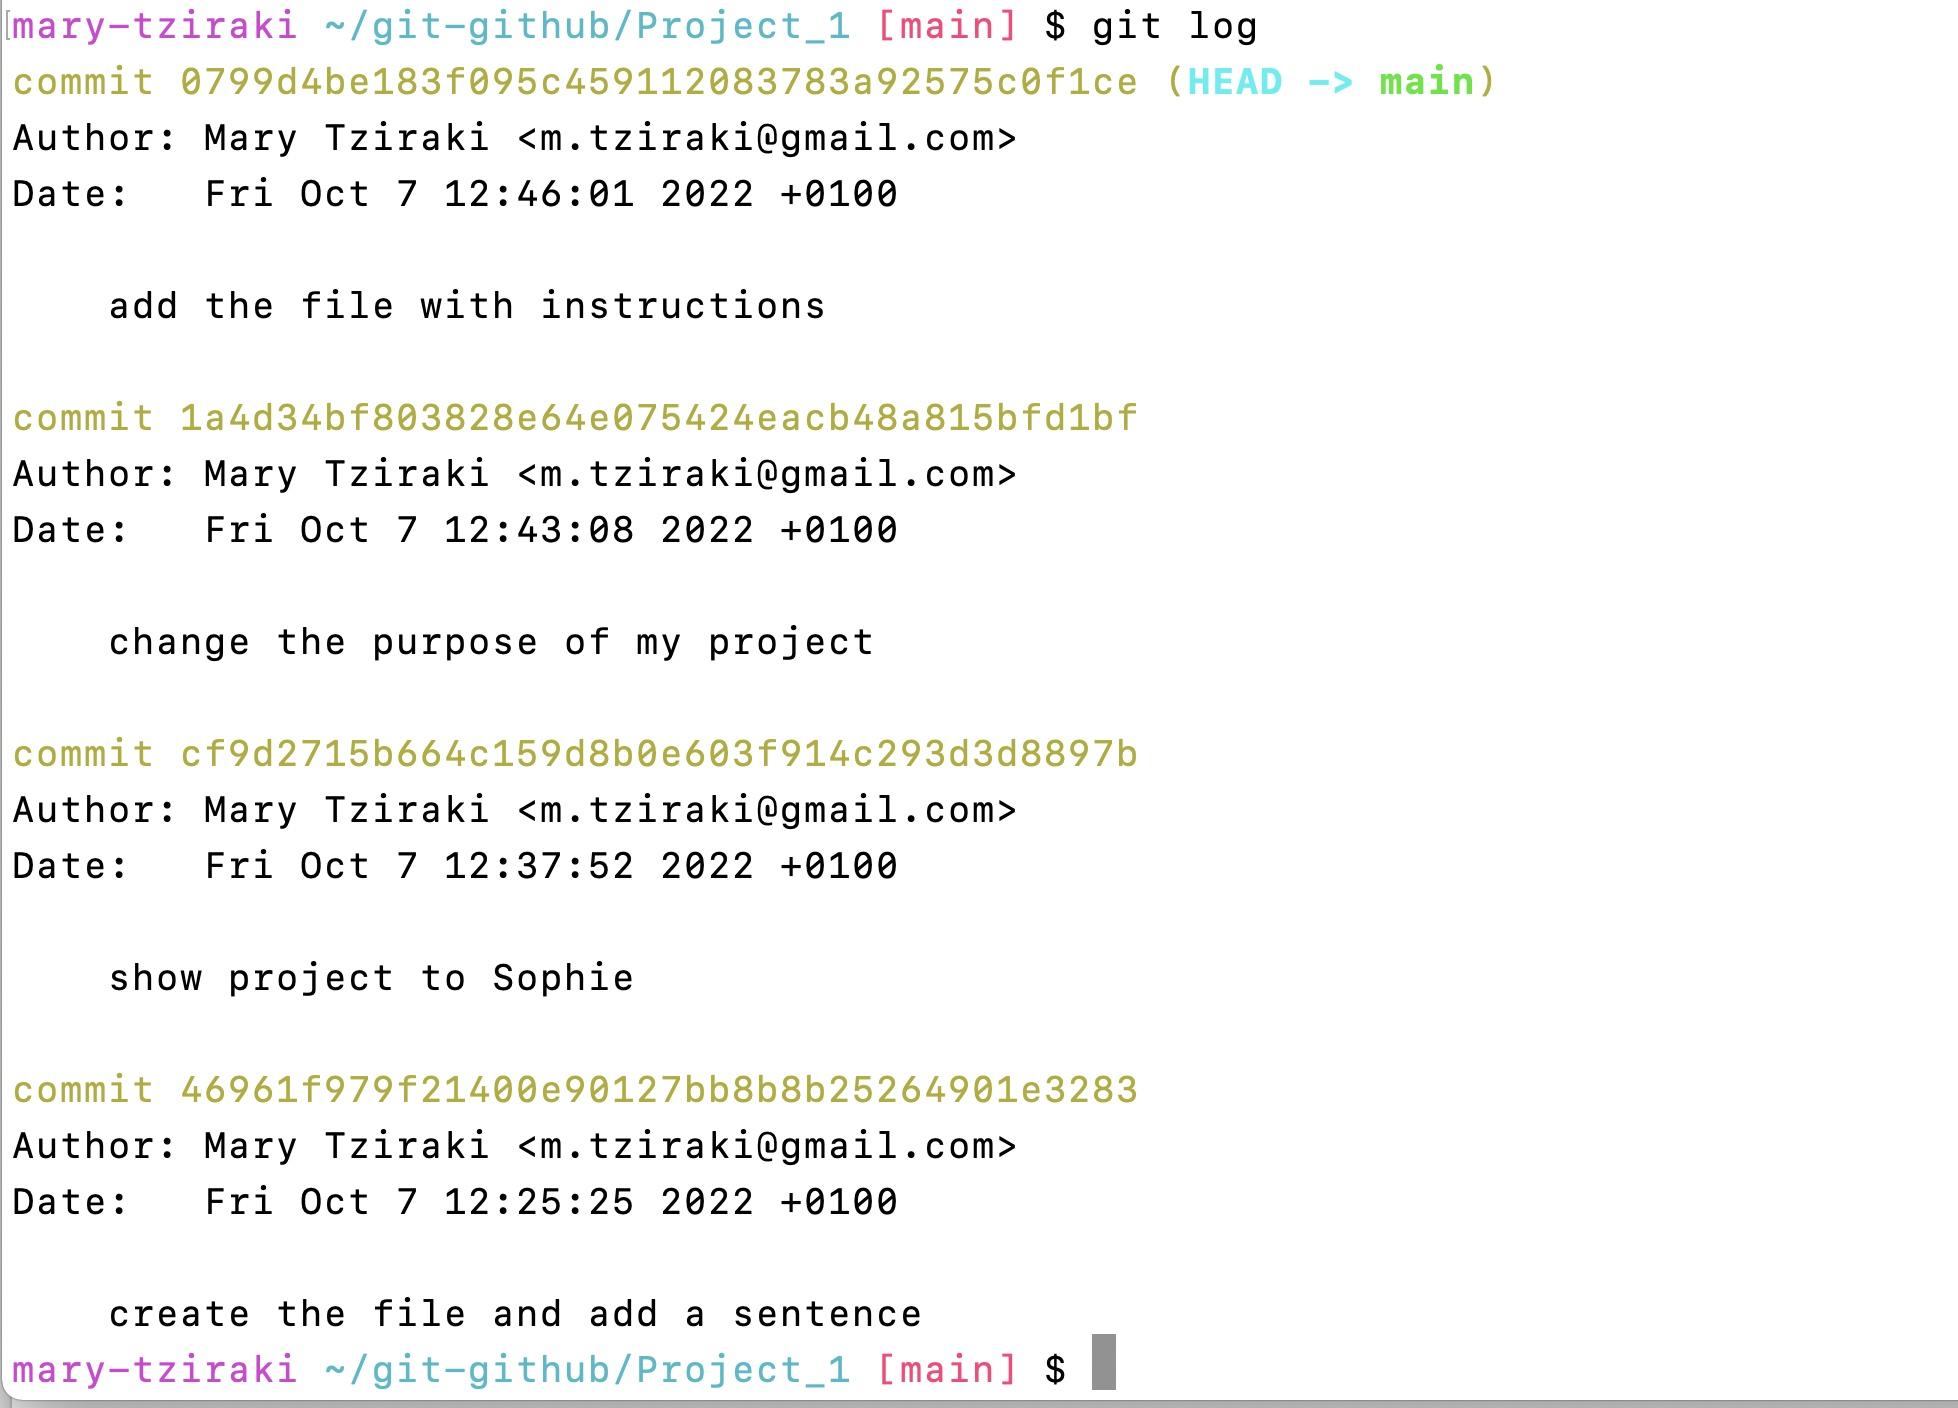 mary-tziraki ~/git-github/Project_1 [main] $ git log
commit 0799d4be183f095c459112083783a92575c0f1ce (HEAD -> main)
Author: Mary Tziraki <m.tziraki@gmail.com>
Date:   Fri Oct 7 12:46:01 2022 +0100
    add the file with instructions
commit 1a4d34bf803828e64e075424eacb48a815bfd1bf
Author: Mary Tziraki <m.tziraki@gmail.com>
Date:   Fri Oct 7 12:43:08 2022 +0100
    change the purpose of my project
commit cf9d2715b664c159d8b0e603f914c293d3d8897b
Author: Mary Tziraki <m.tziraki@gmail.com>
Date:   Fri Oct 7 12:37:52 2022 +0100
    show project to Sophie
commit 46961f979f21400e90127bb8b8b25264901e3283
Author: Mary Tziraki <m.tziraki@gmail.com>
Date:   Fri Oct 7 12:25:25 2022 +0100
    create the file and add a sentence
mary-tziraki ~/git-github/Project_1 [main] $